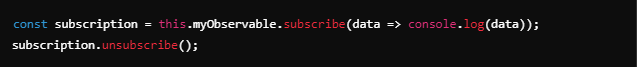 const subscription = this.myObservable.subscribe(data => console.log(data));
subscription.unsubscribe();